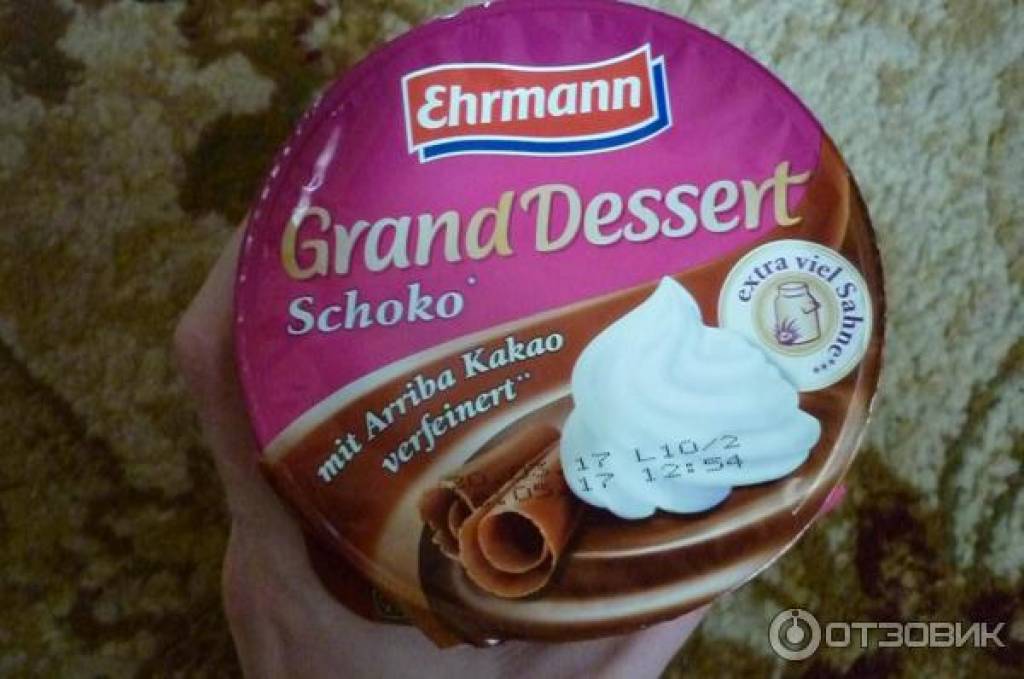 Ehrmann
Grand Dessert
Schoko*
mit Arriba Kakao
verfeinert**
extra viel Sahne***
17 L10/2
17 12:54
ОТЗОВИК